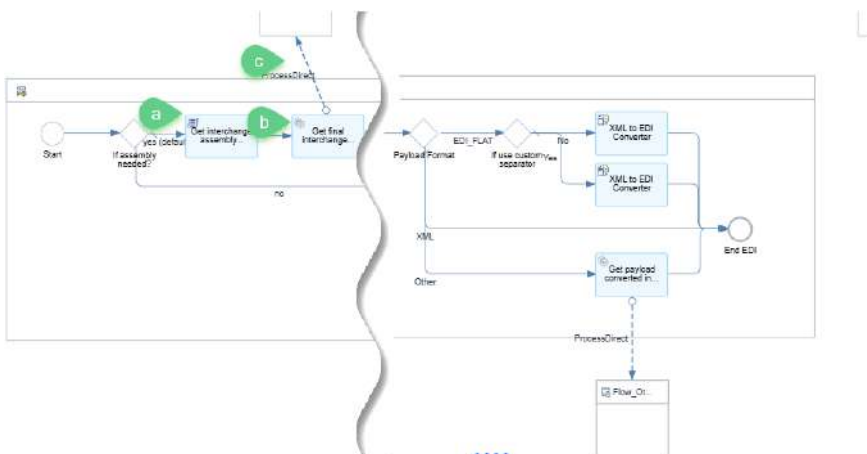 c
ProcessDirect
a
b
Get interchange
assembly...
Get final
interchange...
Start
If assembly
needed?
yes (defau
no
Payload Format
EDI_FLAT
If use custom
separator
No
Yes
XML to EDI
Converter
XML to EDI
Converter
XML
End EDI
Other
Get payload
converted in...
ProcessDirect
Flow_Ot...